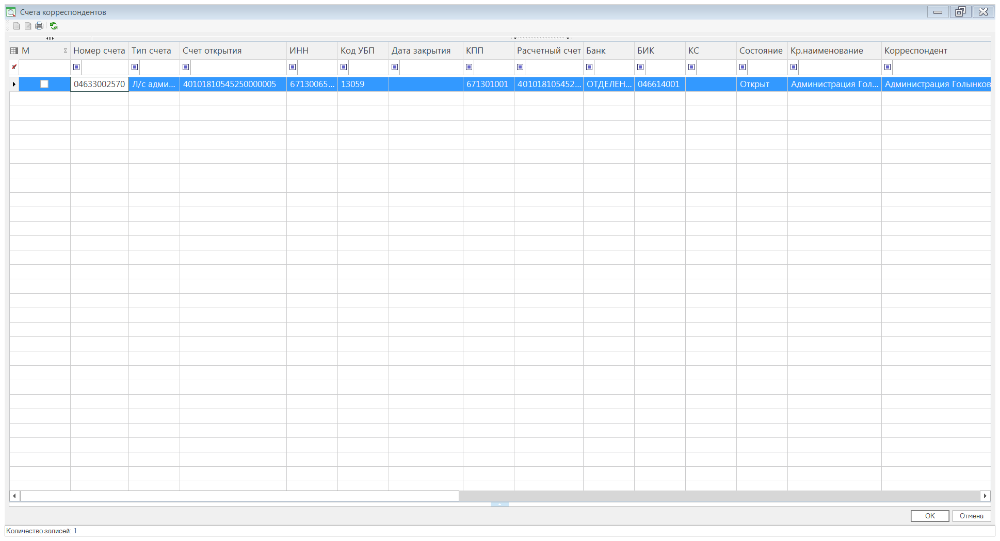 Счета корреспондентов
М Σ Номер счета Тип счета Счет открытия ИНН Код УБП Дата закрытия КПП Расчетный счет Банк БИК КС Состояние Кр.наименование Корреспондент
04633002570 Л/с адми... 40101810545250000005 67130065... 13059 671301001 401018105452... ОТДЕЛЕН... 046614001 Открыт Администрация Гол... Администрация Голынков
ОК Отмена
Количество записей: 1